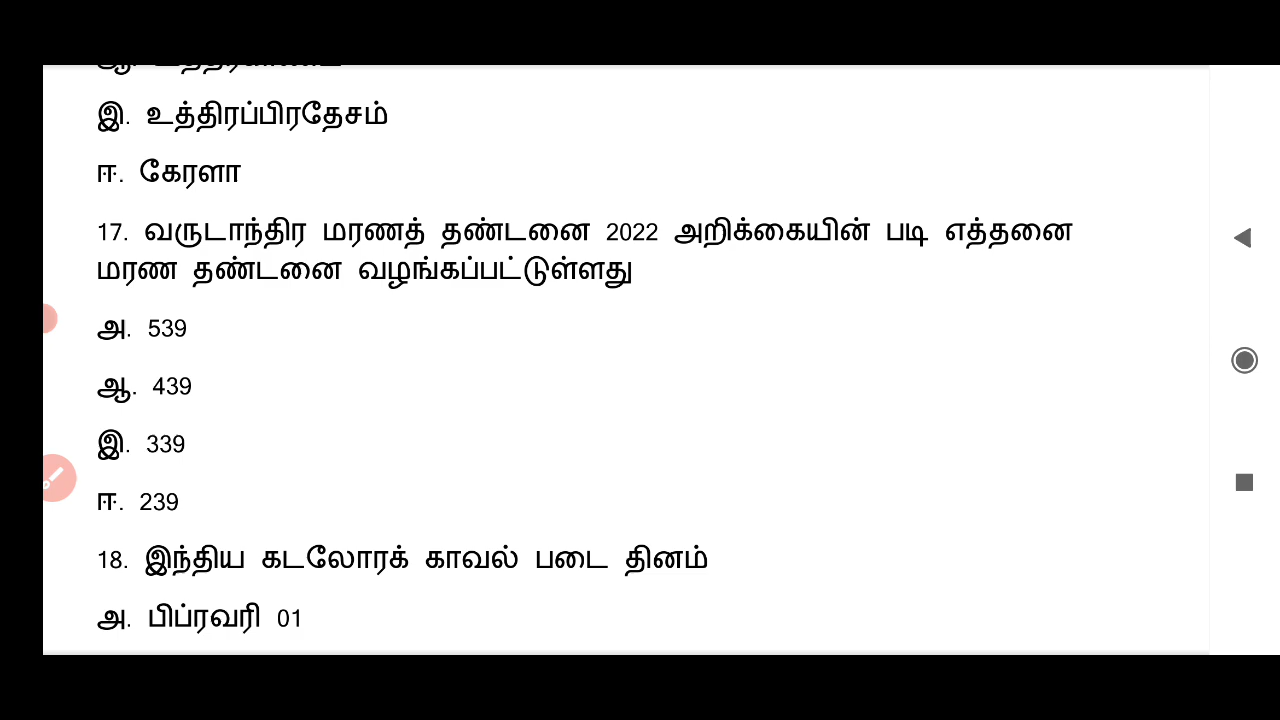 இ. உத்திரப்பிரதேசம்
ஈ. கேரளா
17. வருடாந்திர மரணத் தண்டனை 2022 அறிக்கையின் படி எத்தனை
மரண தண்டனை வழங்கப்பட்டுள்ளது
அ. 539
ஆ. 439
இ. 339
ஈ. 239
18. இந்திய கடலோரக் காவல் படை தினம்
அ. பிப்ரவரி 01